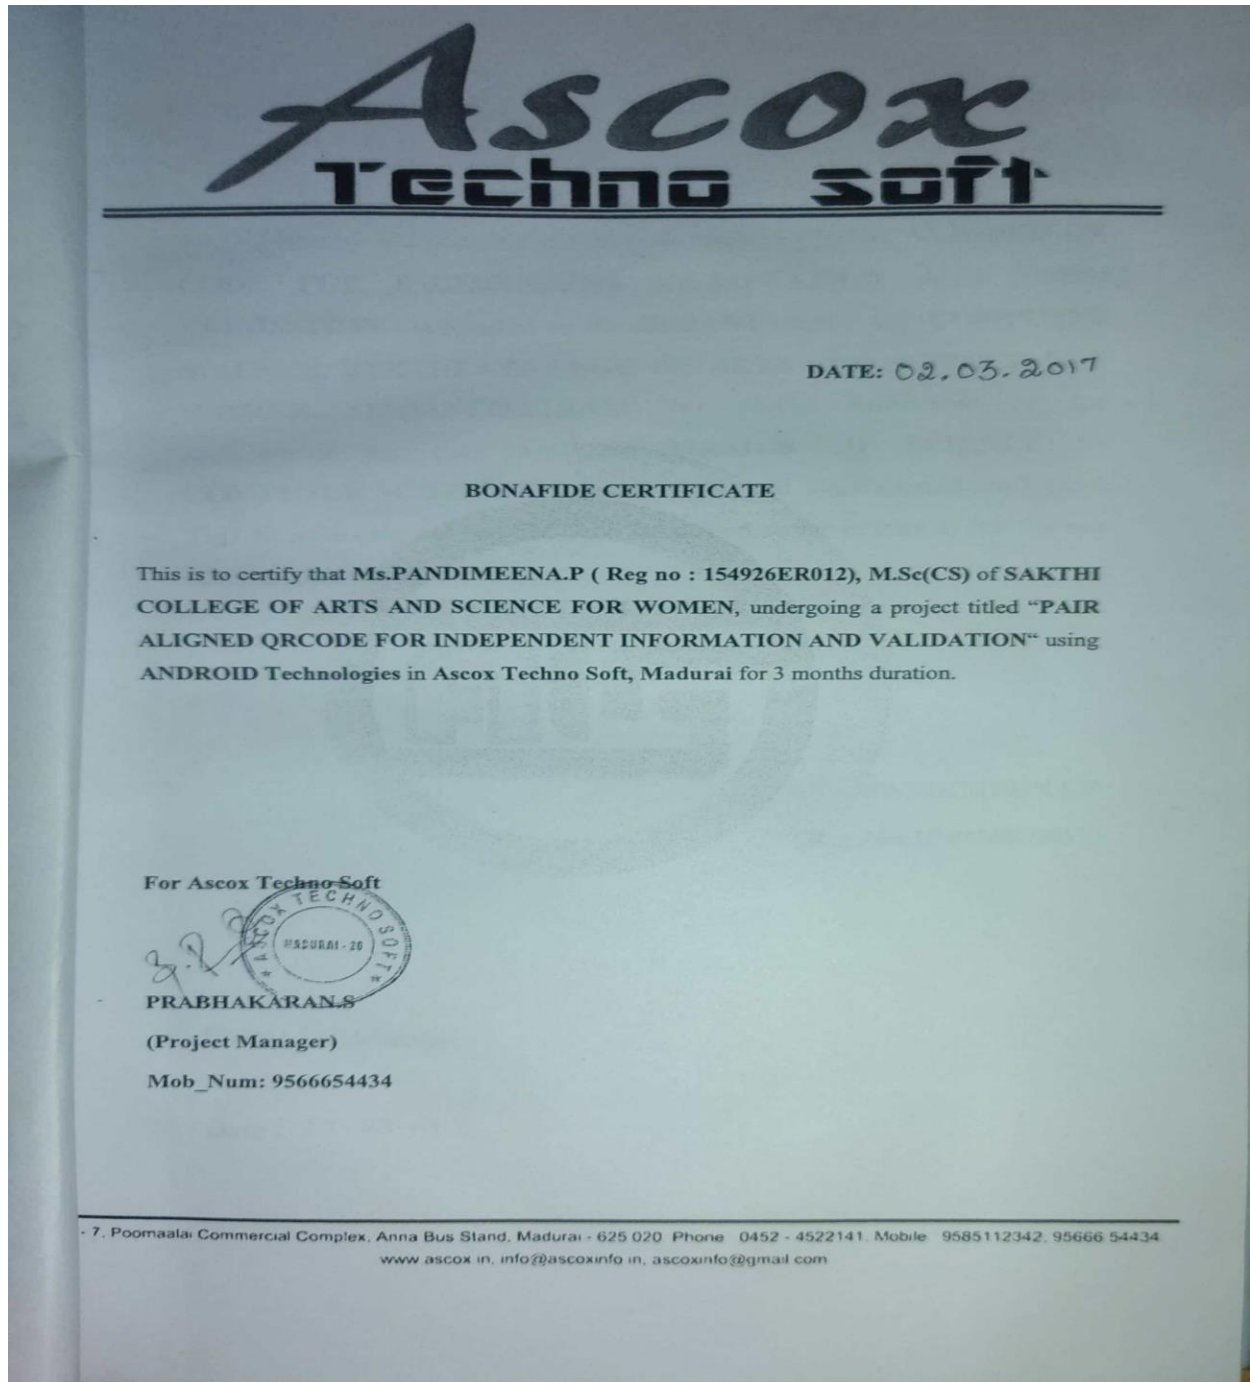 Ascox
Techno soft
DATE: 02.03.2017
BONAFIDE CERTIFICATE
This is to certify that Ms.PANDIMEENA.P ( Reg no : 154926ER012), M.Sc(CS) of SAKTHI
COLLEGE OF ARTS AND SCIENCE FOR WOMEN, undergoing a project titled “PAIR
ALIGNED QRCODE FOR INDEPENDENT INFORMATION AND VALIDATION“ using
ANDROID Technologies in Ascox Techno Soft, Madurai for 3 months duration.
For Ascox Techno Soft
* ASCOX TECHNO SOFT *
MADURAI - 20
PRABHAKARAN.S
(Project Manager)
Mob_Num: 9566654434
- 7, Poomaalai Commercial Complex, Anna Bus Stand, Madurai - 625 020 Phone 0452 - 4522141, Mobile 9585112342, 95666 54434
www ascox in, info@ascoxinfo in, ascoxinfo@gmail com